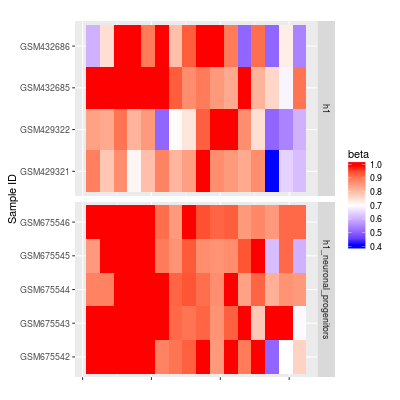 GSM432686
GSM432685
GSM429322
GSM429321
h1
GSM675546
GSM675545
GSM675544
GSM675543
GSM675542
h1_neuronal_progenitors
Sample ID
beta
1.0
0.9
0.8
0.7
0.6
0.5
0.4